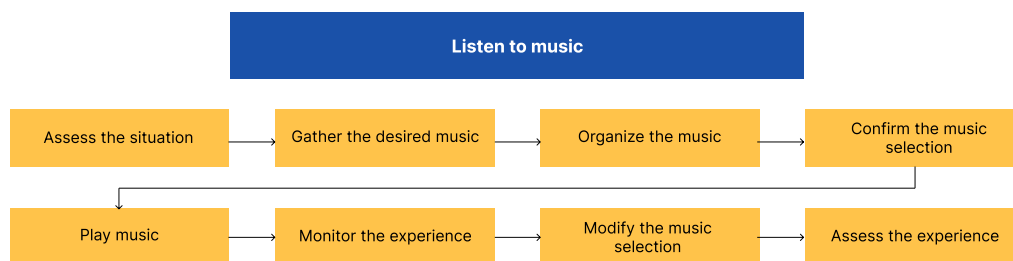 Listen to music
Assess the situation
Gather the desired music
Organize the music
Confirm the music
selection
Play music
Monitor the experience
Modify the music
selection
Assess the experience